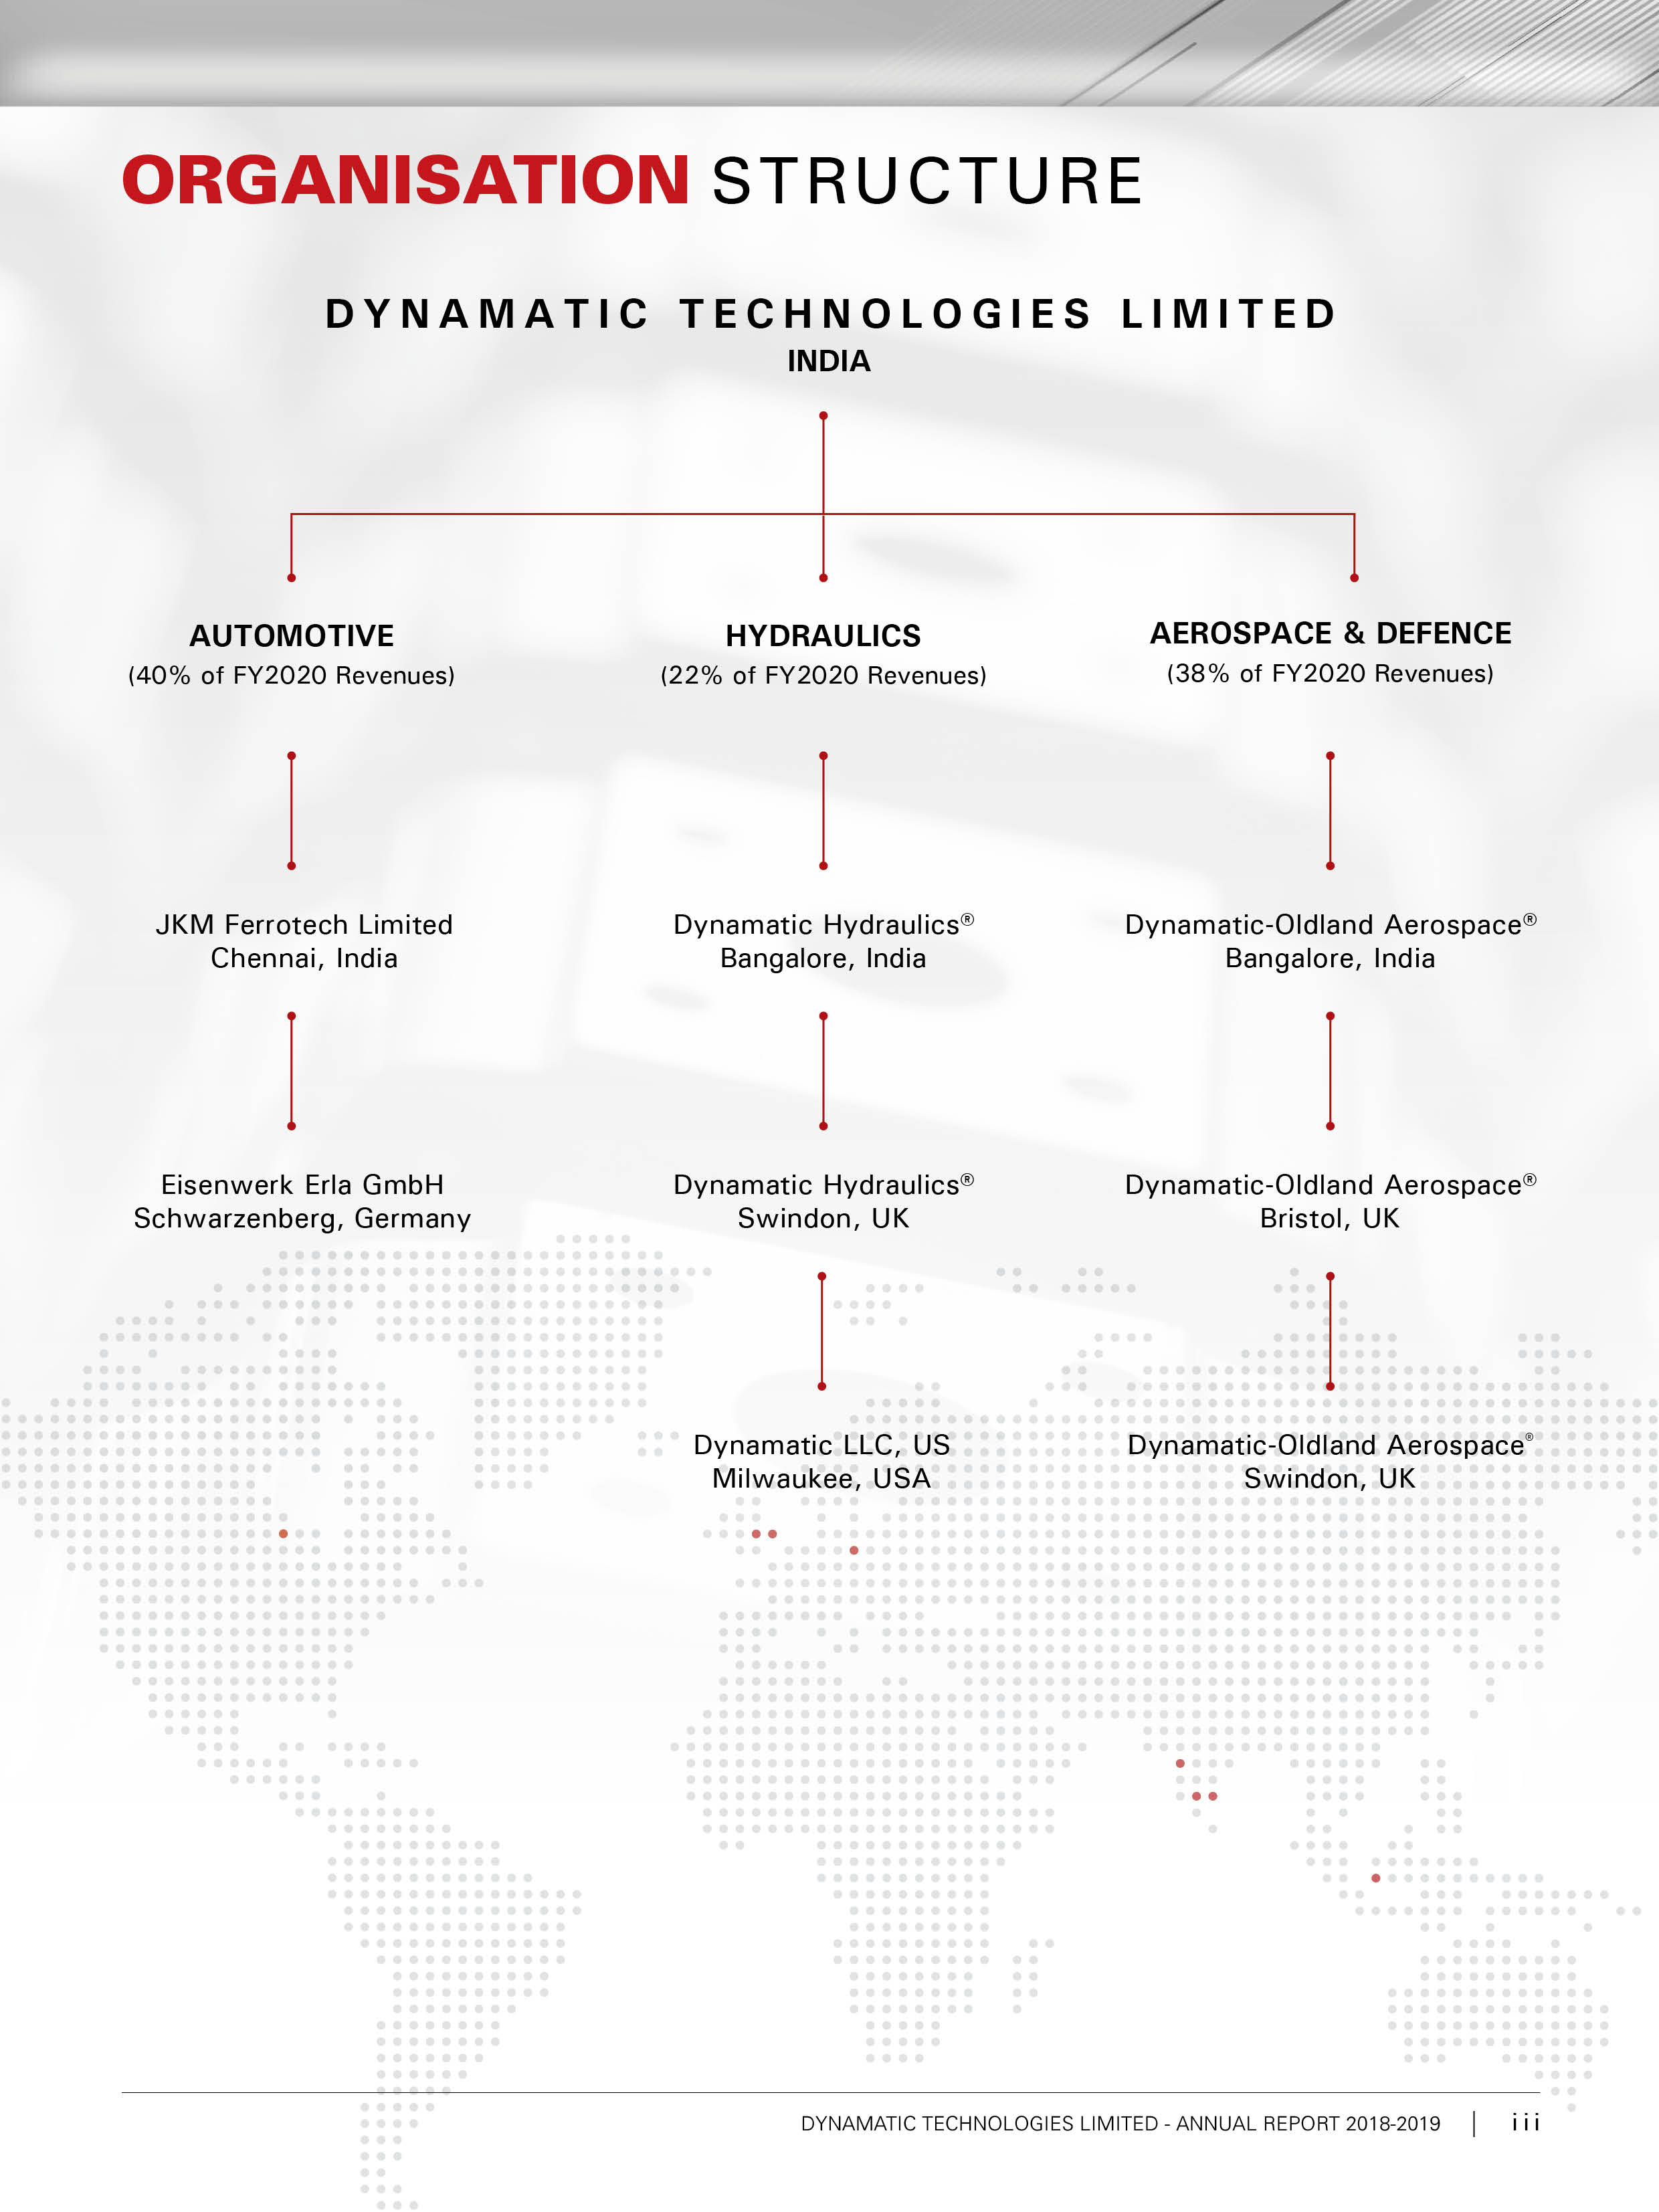 ORGANISATION STRUCTURE
DYNAMATIC TECHNOLOGIES LIMITED
INDIA
AUTOMOTIVE
(40% of FY2020 Revenues)
HYDRAULICS
(22% of FY2020 Revenues)
AEROSPACE & DEFENCE
(38% of FY2020 Revenues)
JKM Ferrotech Limited
Chennai, India
Dynamatic Hydraulics®
Bangalore, India
Dynamatic-Oldland Aerospace®
Bangalore, India
Eisenwerk Erla GmbH
Schwarzenberg, Germany
Dynamatic Hydraulics®
Swindon, UK
Dynamatic-Oldland Aerospace®
Bristol, UK
Dynamatic LLC, US
Milwaukee, USA
Dynamatic-Oldland Aerospace®
Swindon, UK
DYNAMATIC TECHNOLOGIES LIMITED - ANNUAL REPORT 2018-2019 | iii